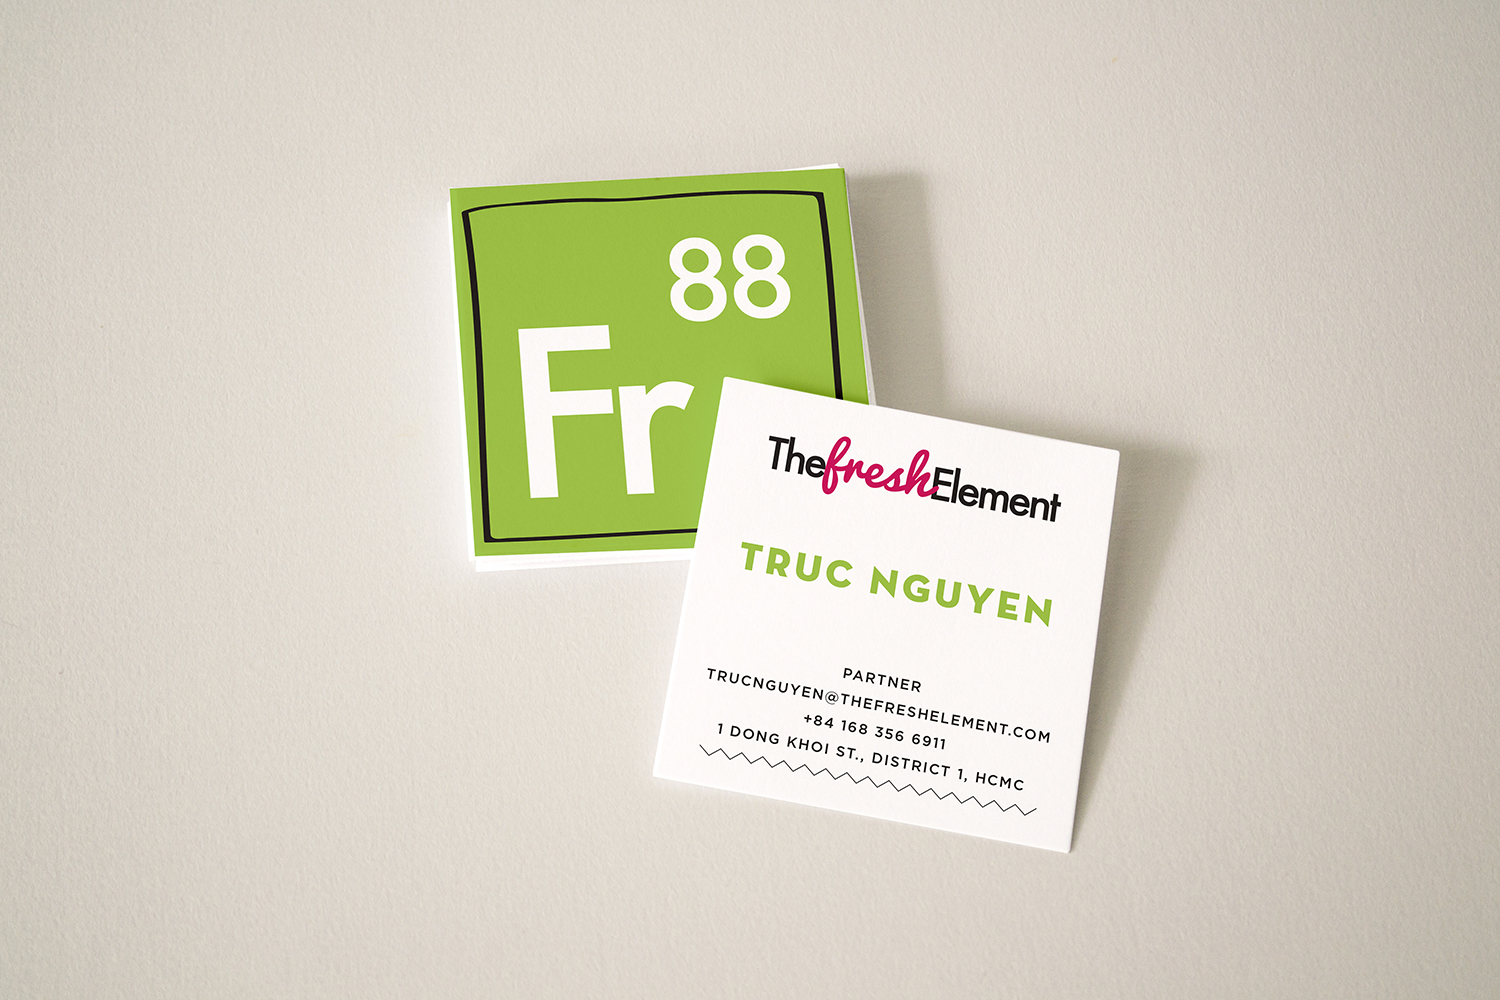 88
Fr
ThefreshElement
TRUC NGUYEN
PARTNER
TRUCNGUYEN@THEFRESHELEMENT.COM
+84 168 356 6911
1 DONG KHOI ST., DISTRICT 1, HCMC